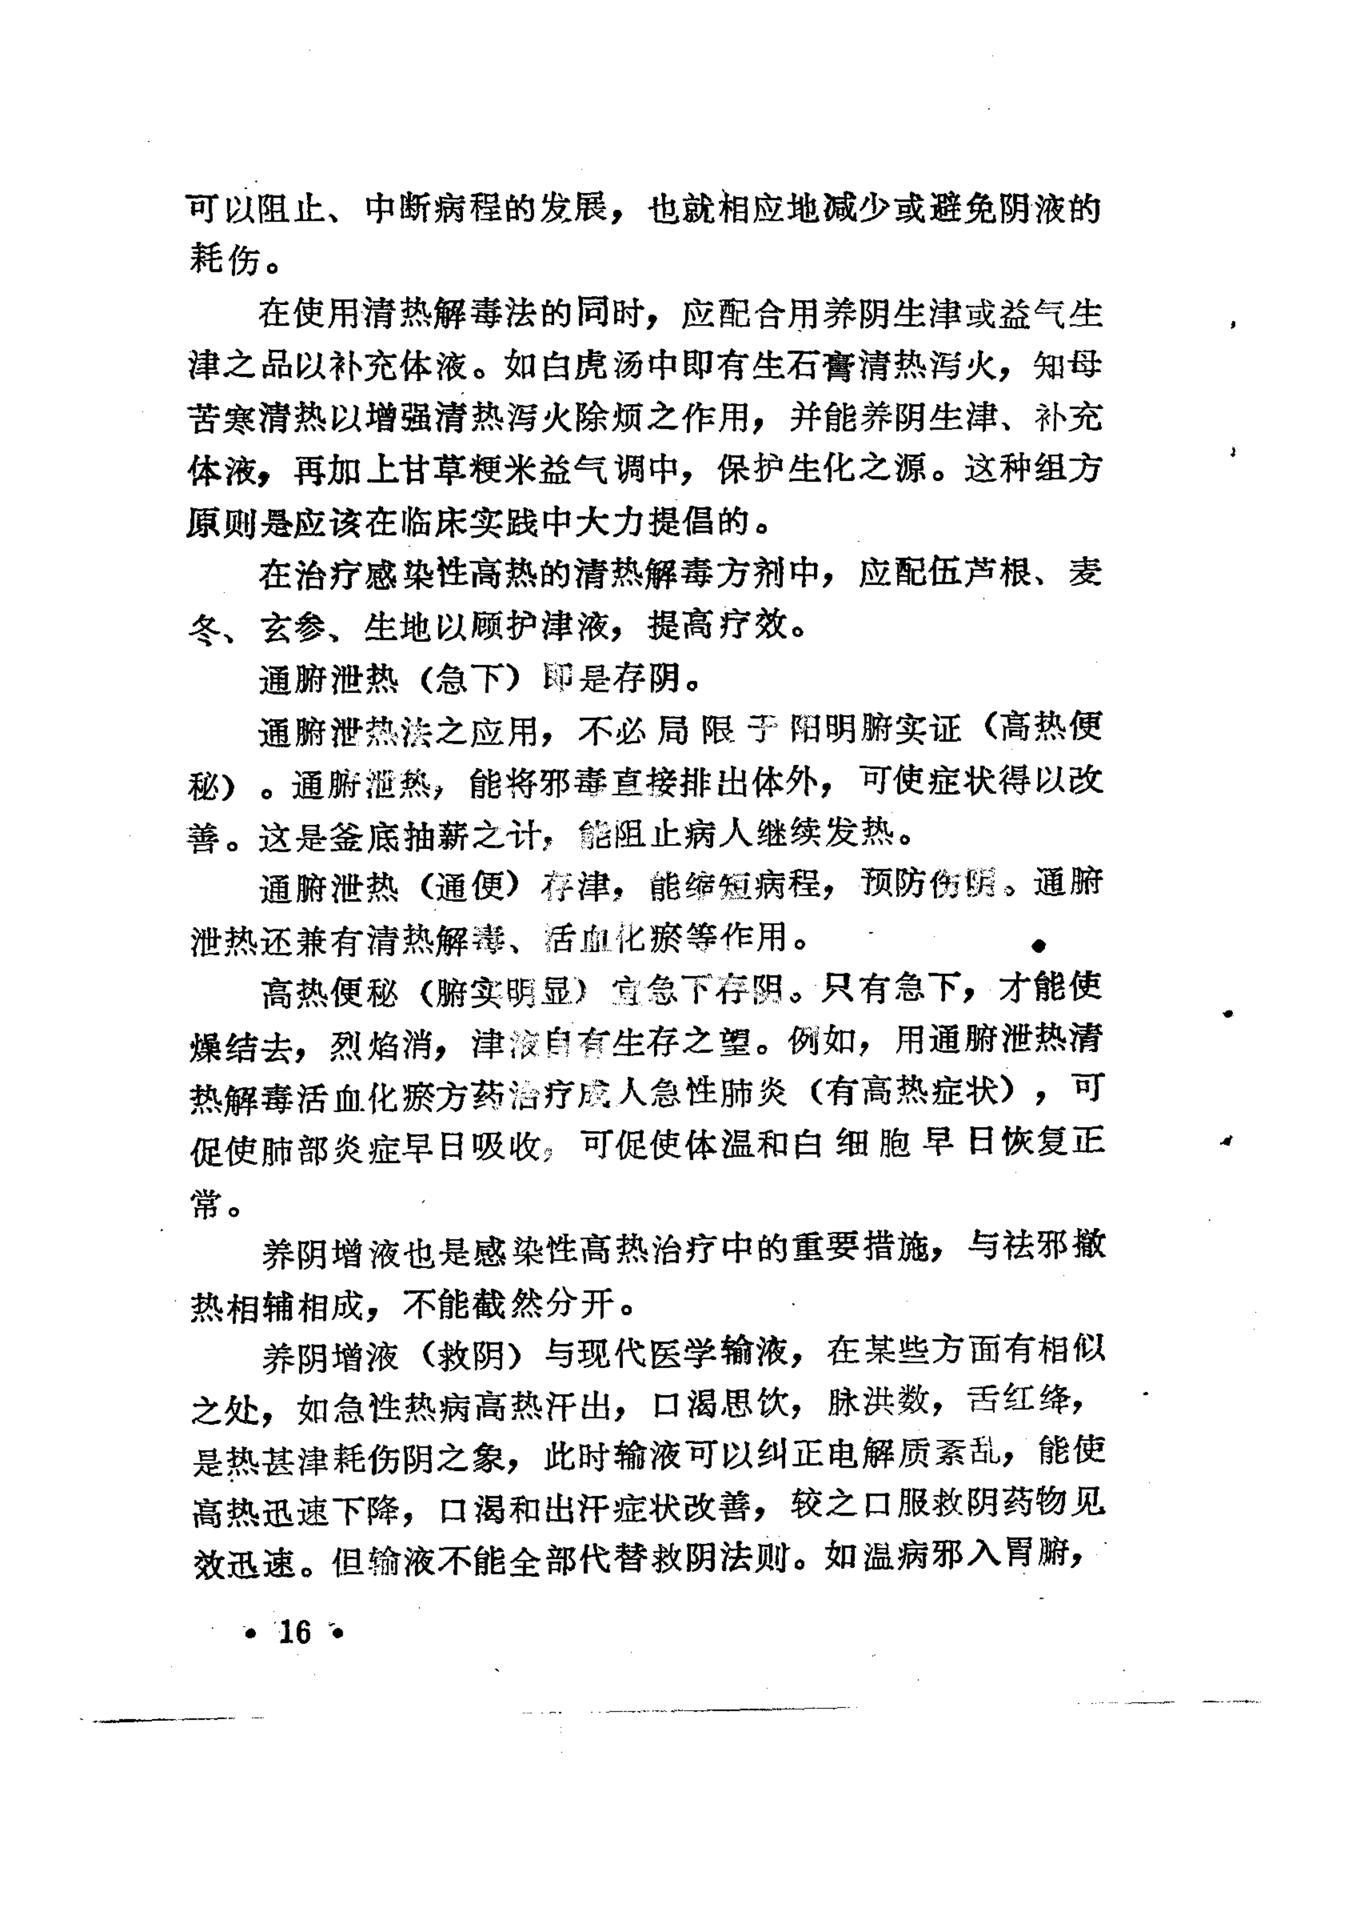 可以阻止、中断病程的发展，也就相应地减少或避免阴液的
耗伤。
在使用清热解毒法的同时，应配合用养阴生津或益气生
津之品以补充体液。如白虎汤中即有生石膏清热泻火，知母
苦寒清热以增强清热泻火除烦之作用，并能养阴生津、补充
体液，再加上甘草粳米益气调中，保护生化之源。这种组方
原则是应该在临床实践中大力提倡的。
在治疗感染性高热的清热解毒方剂中，应配伍芦根、麦
冬、玄参、生地以顾护津液，提高疗效。
通腑泄热（急下）即是存阴。
通腑泄热法之应用，不必局限于阳明腑实证（高热便
秘）。通腑泄热，能将邪毒直接排出体外，可使症状得以改
善。这是釜底抽薪之计，能阻止病人继续发热。
通腑泄热（通便）存津，能缩短病程，预防伤阴。通腑
泄热还兼有清热解毒、活血化瘀等作用。
高热便秘（腑实明显）宜急下存阴。只有急下，才能使
燥结去，烈焰消，津液自有生存之望。例如，用通腑泄热清
热解毒活血化瘀方药治疗成人急性肺炎（有高热症状），可
促使肺部炎症早日吸收。可促使体温和白细胞早日恢复正
常。
养阴增液也是感染性高热治疗中的重要措施，与祛邪撤
热相辅相成，不能截然分开。
养阴增液（救阴）与现代医学输液，在某些方面有相似
之处，如急性热病高热汗出，口渴思饮，脉洪数，舌红绛，
是热甚津耗伤阴之象，此时输液可以纠正电解质紊乱，能使
高热迅速下降，口渴和出汗症状改善，较之口服救阴药物见
效迅速。但输液不能全部代替救阴法则。如温病邪入胃腑，
• 16 •